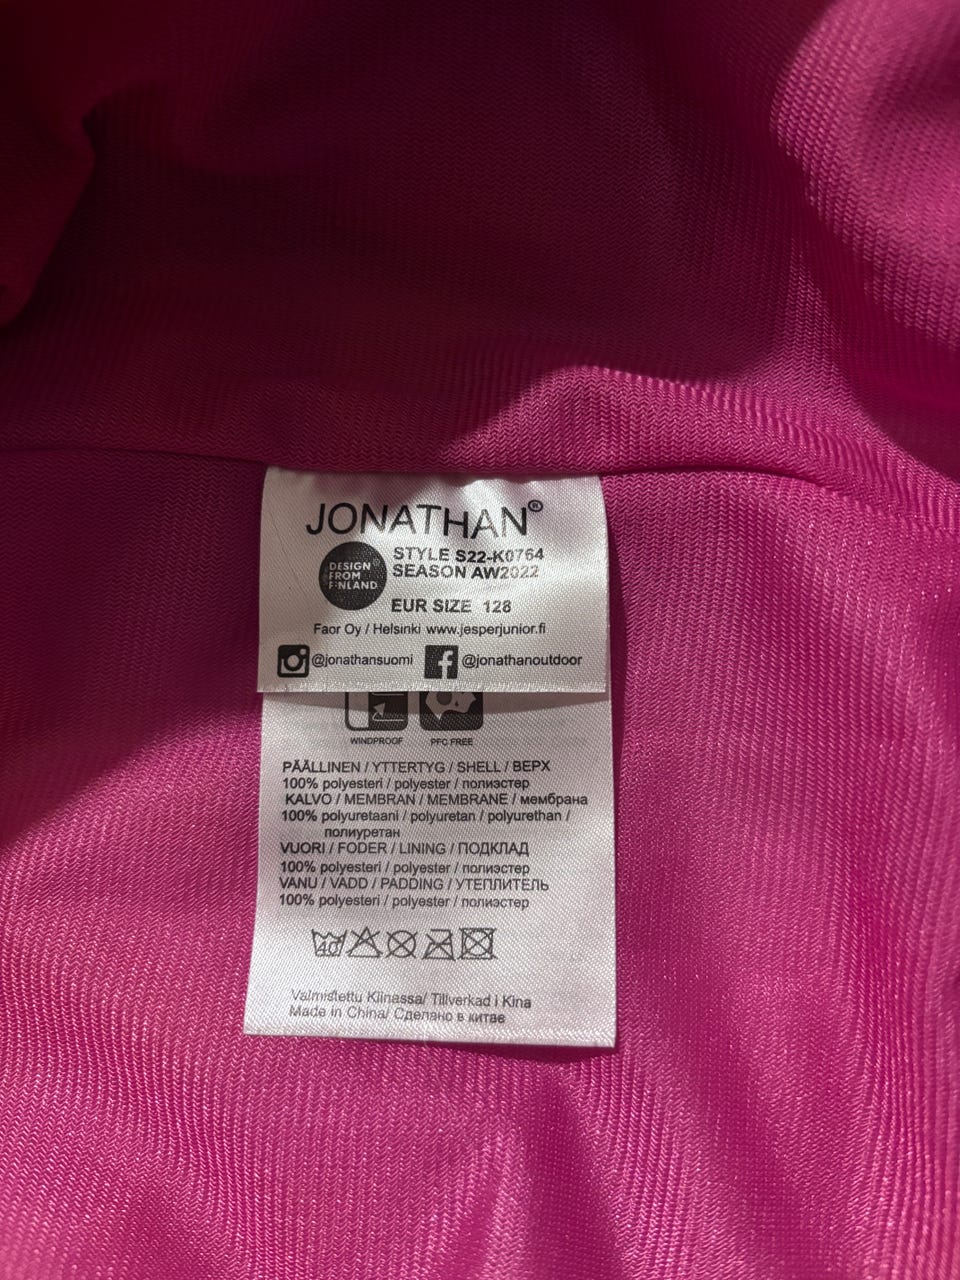 JONATHAN®
DESIGN®
FROM
FINLAND
STYLE S22-K0764
SEASON AW2022
EUR SIZE 128
Faor Oy / Helsinki www.jesperjunior.fi
@jonathansuomi @jonathanoutdoor
WINDPROOF PFC FREE
PÄÄLLINEN / YTTERTYG / SHELL / ВЕРХ
100% polyesteri / polyester / полиэстер
KALVO / MEMBRAN / MEMBRANE / мембрана
100% polyuretaani / polyuretan / polyurethan /
полиуретан
VUORI / FODER / LINING / ПОДКЛАД
100% polyesteri / polyester / полиэстер
VANU / VADD / PADDING / УТЕПЛИТЕЛЬ
100% polyesteri / polyester / полиэстер
40
Valmistettu Kiinassa/ Tillverkad i Kina
Made in China/ Сделано в китае